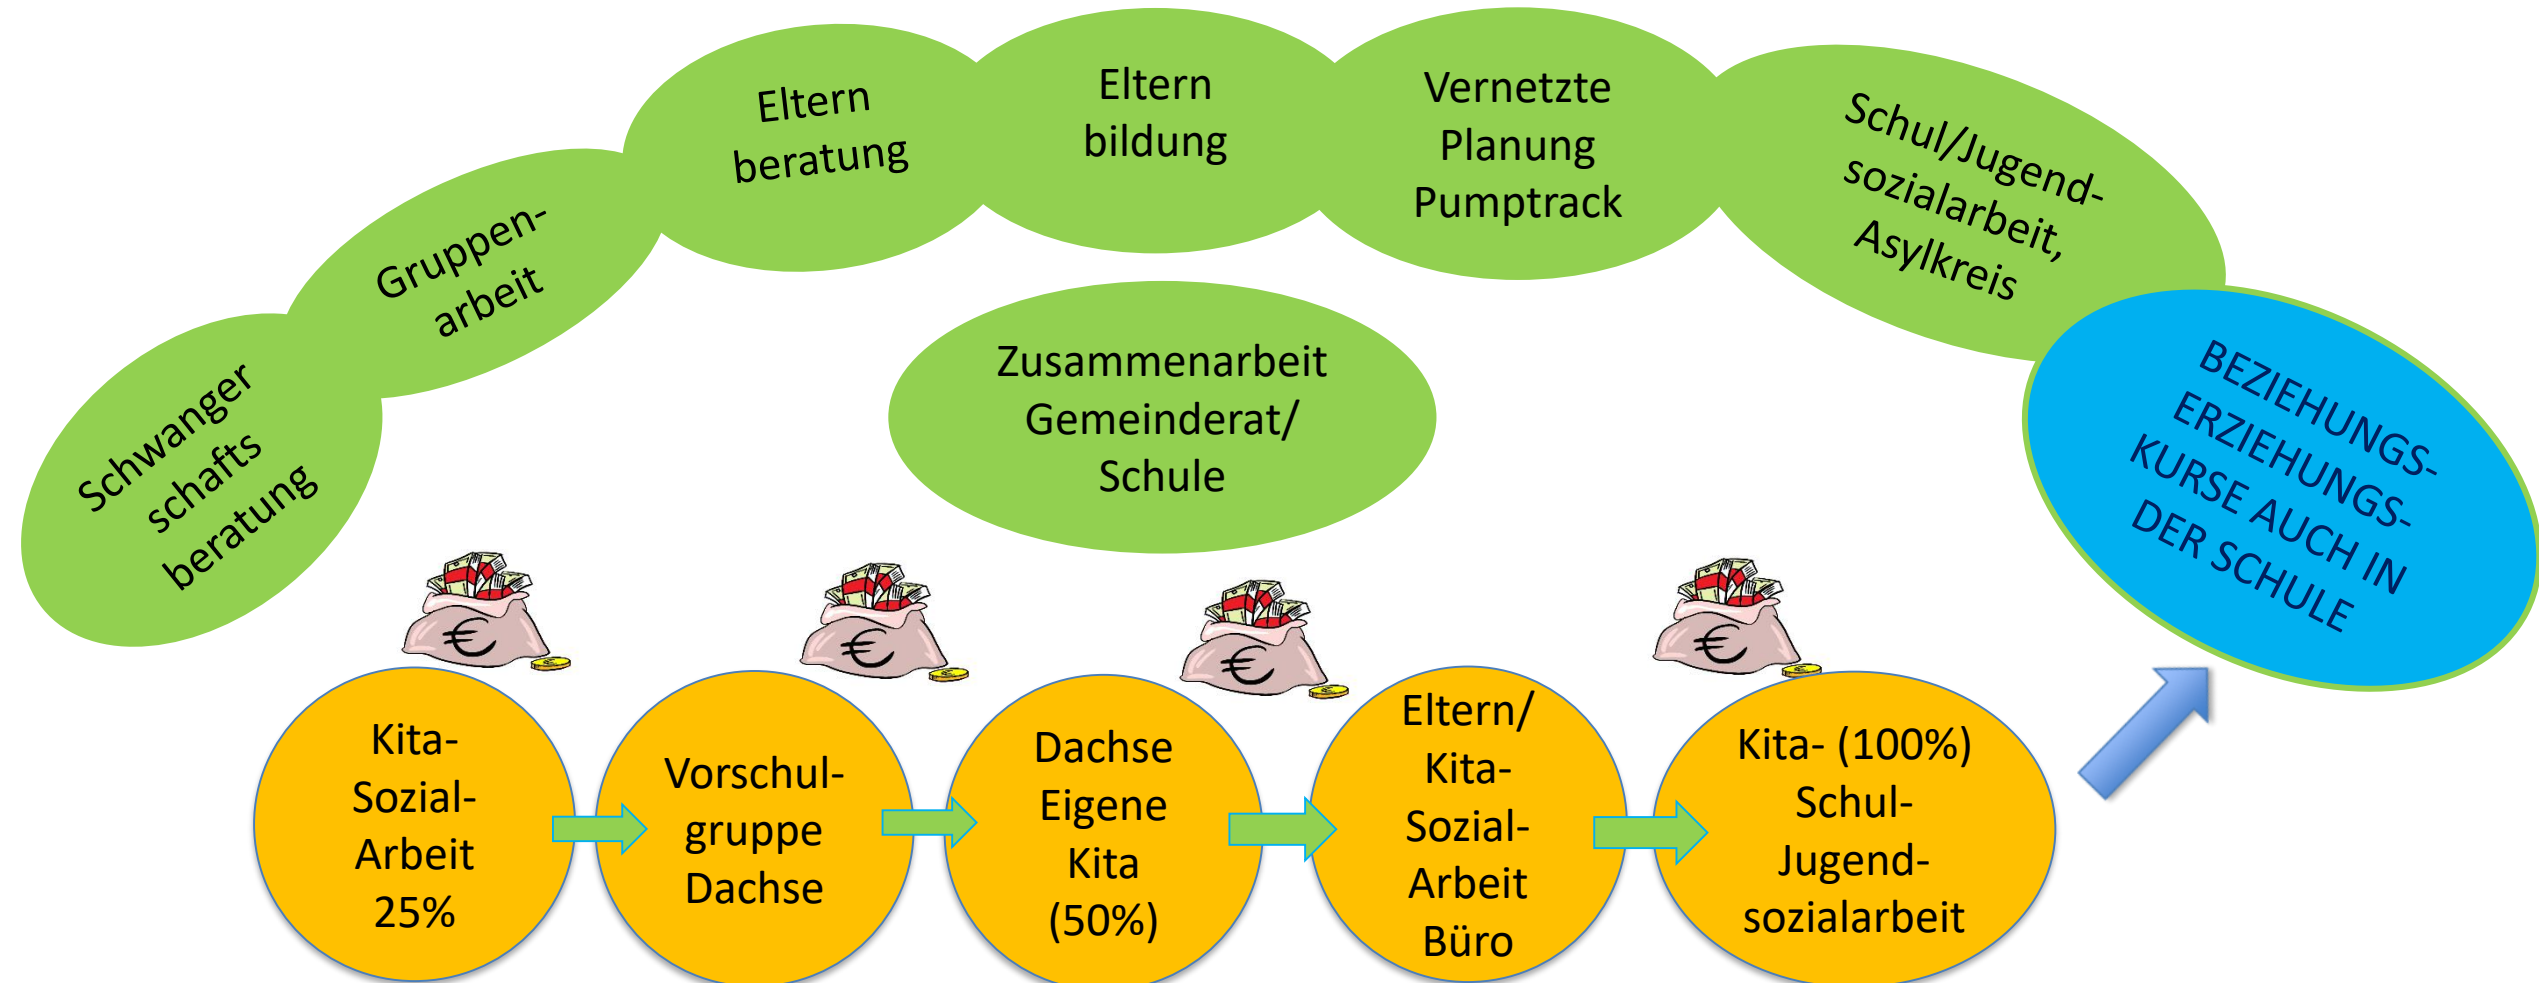 Schwanger
schafts
beratung
Gruppen-
arbeit
Eltern
beratung
Eltern
bildung
Vernetzte
Planung
Pumptrack
Schul/Jugend-
sozialarbeit,
Asylkreis
BEZIEHUNGS-
ERZIEHUNGS-
KURSE AUCH IN
DER SCHULE
Zusammenarbeit
Gemeinderat/
Schule
€
€
€
€
Kita-
Sozial-
Arbeit
25%
Vorschul-
gruppe
Dachse
Dachse
Eigene
Kita
(50%)
Eltern/
Kita-
Sozial-
Arbeit
Büro
Kita- (100%)
Schul-
Jugend-
sozialarbeit